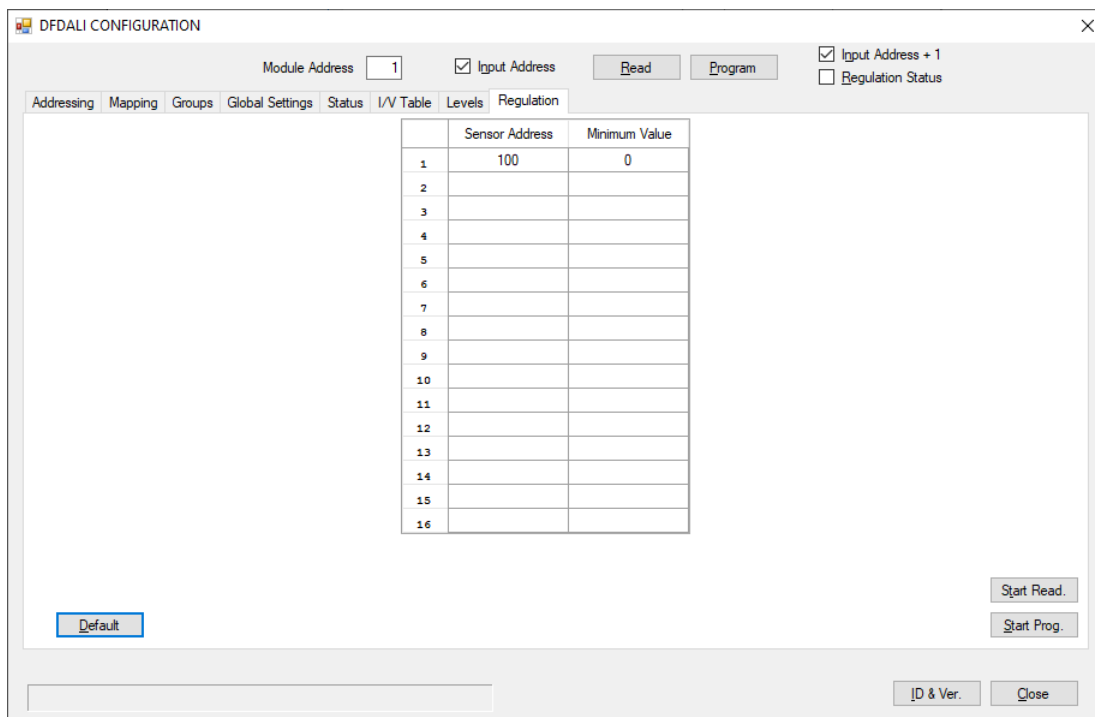 DFDALI CONFIGURATION
Module Address 1 Input Address Read Program Input Address + 1
Regulation Status
Addressing Mapping Groups Global Settings Status I/V Table Levels Regulation
Sensor Address Minimum Value
1 100 0
2
3
4
5
6
7
8
9
10
11
12
13
14
15
16
Start Read.
Default Start Prog.
ID & Ver. Close